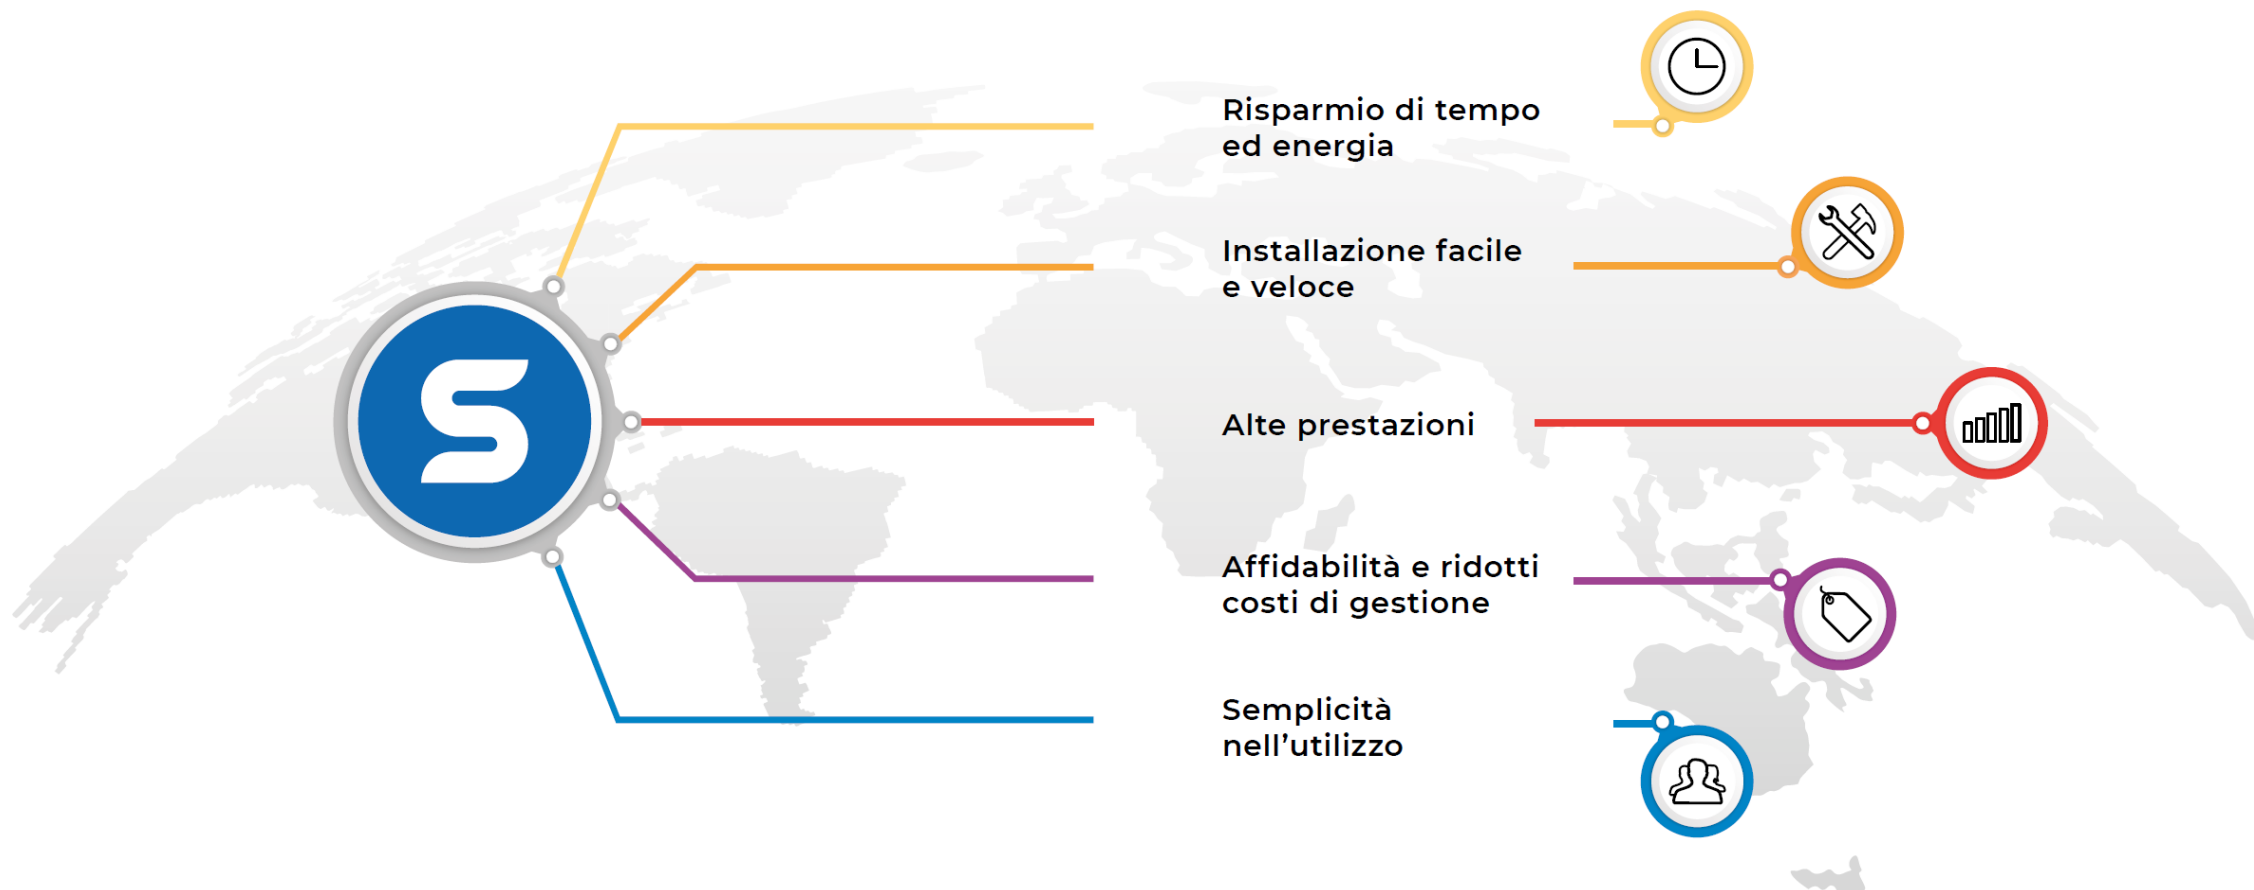 Risparmio di tempo
ed energia
Installazione facile
e veloce
S
Alte prestazioni
Affidabilità e ridotti
costi di gestione
Semplicità
nell’utilizzo